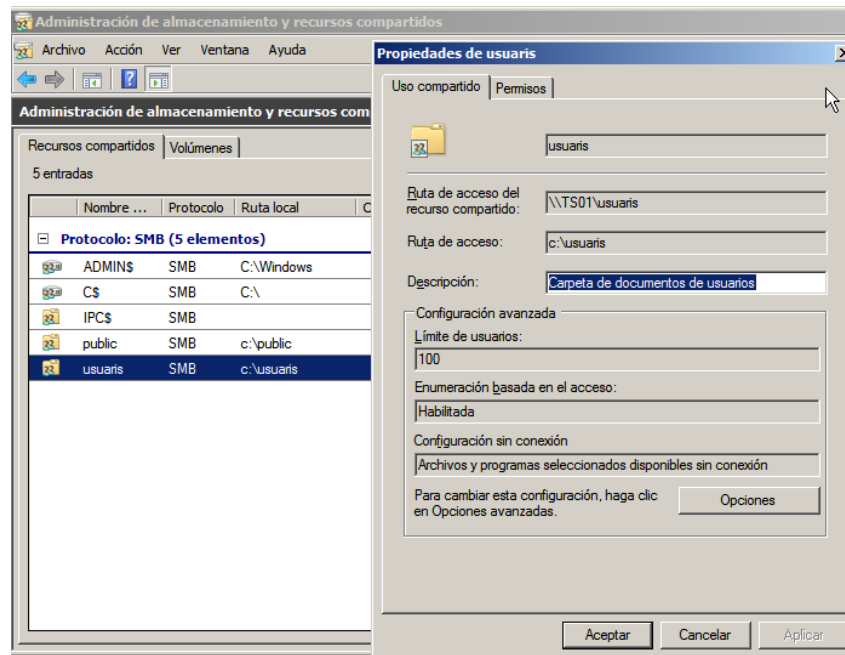 Administración de almacenamiento y recursos compartidos
Archivo Acción Ver Ventana Ayuda
Administración de almacenamiento y recursos com
Recursos compartidos Volúmenes
5 entradas
Nombre ... Protocolo Ruta local C
Protocolo: SMB (5 elementos)
ADMIN$ SMB C:\Windows
C$ SMB C:\
IPC$ SMB
public SMB c:\public
usuaris SMB c:\usuaris
Propiedades de usuaris
Uso compartido Permisos
usuaris
Ruta de acceso del
recurso compartido: \\TS01\usuaris
Ruta de acceso: c:\usuaris
Descripción: Carpeta de documentos de usuarios
Configuración avanzada
Límite de usuarios:
100
Enumeración basada en el acceso:
Habilitada
Configuración sin conexión
Archivos y programas seleccionados disponibles sin conexión
Para cambiar esta configuración, haga clic
en Opciones avanzadas.
Opciones
Aceptar Cancelar Aplicar